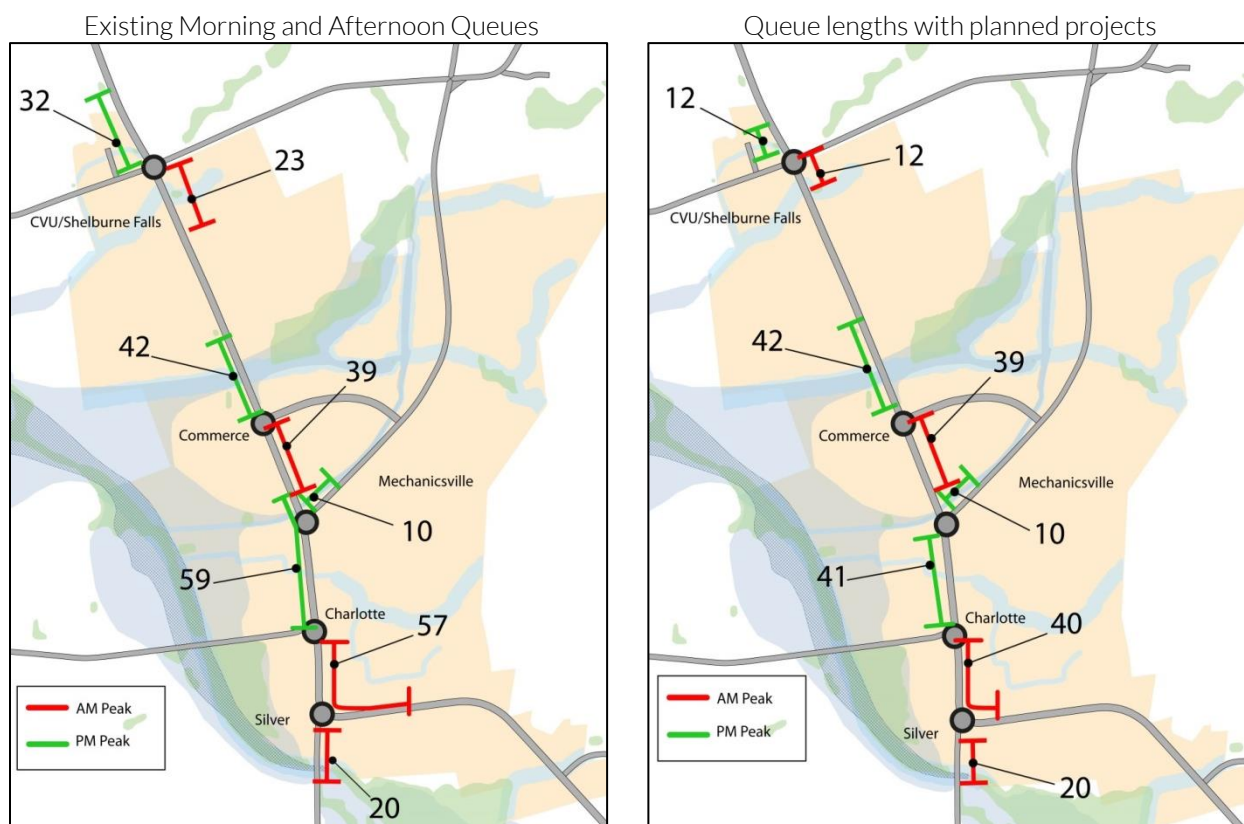 Existing Morning and Afternoon Queues
32
23
CVU/Shelburne Falls
42
39
Commerce
Mechanicsville
10
59
Charlotte
57
AM Peak
Silver
PM Peak
20
Queue lengths with planned projects
12
12
CVU/Shelburne Falls
42
39
Commerce
Mechanicsville
10
41
Charlotte
40
AM Peak
Silver
PM Peak
20